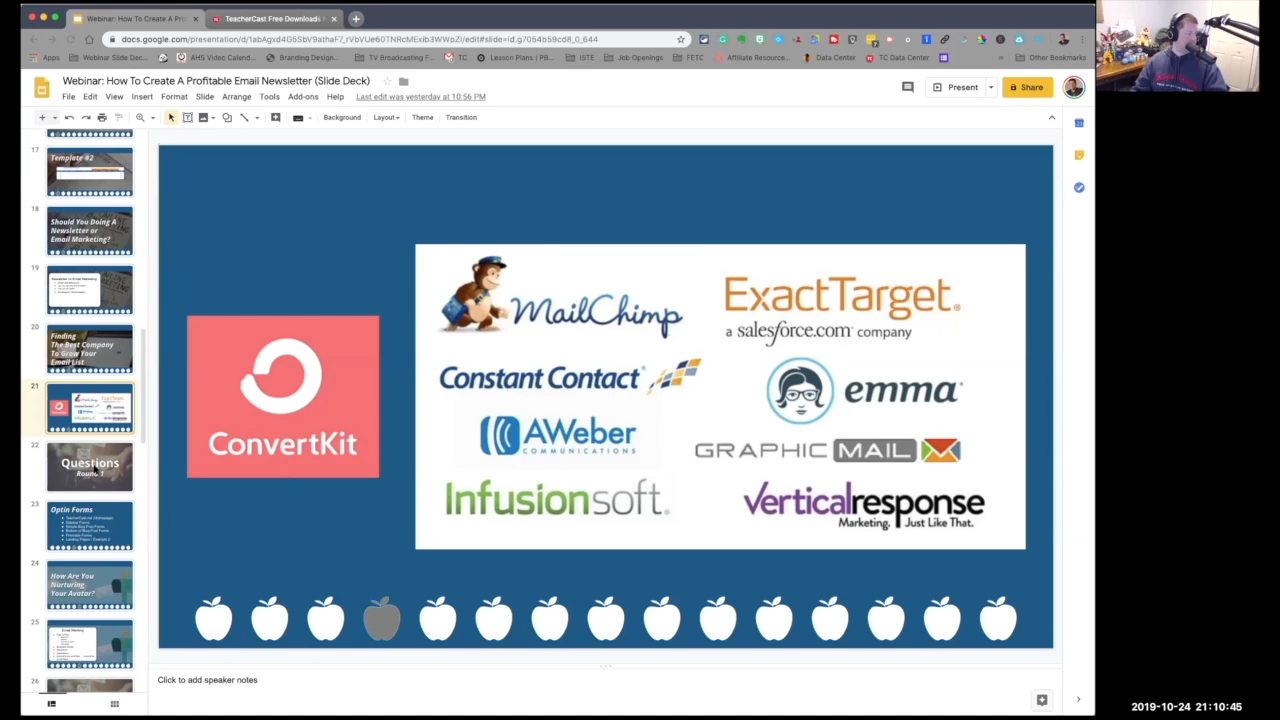 Webinar: How To Create A Pro
TeacherCast Free Downloads
docs.google.com/presentation/d/1abAgxd4G5SbV9athaF7_rVbVUe60TNRcMExib3WWpZI/edit#slide=id.g7054b59cd8_0_644
Apps
Webinar Slide Dec...
AHS Video Calend...
Branding Design...
TV Broadcasting F...
TC
Lesson Plans | PB...
ISTE
Job Openings
FETC
Affiliate Resource...
Data Center
TC Data Center
Other Bookmarks
Webinar: How To Create A Profitable Email Newsletter (Slide Deck)
File Edit View Insert Format Slide Arrange Tools Add-ons Help Last edit was yesterday at 10:56 PM
Present
Share
Background Layout Theme Transition
17
Template #2
18
Should You Doing A
Newsletter or
Email Marketing?
19
Newsletter vs Email Marketing
20
Finding
The Best Company
To Grow Your
Email List
21
22
Questions
Round 1
23
Optin Forms
24
How Are You
Nurturing
Your Avatar?
25
Email Marketing
26
ConvertKit
MailChimp
ExactTarget®
a salesforce.com company
Constant Contact®
emma®
AWeber
COMMUNICATIONS
GRAPHIC MAIL
Infusionsoft.
Verticalresponse
Marketing. Just Like That.
Click to add speaker notes
2019-10-24 21:10:45